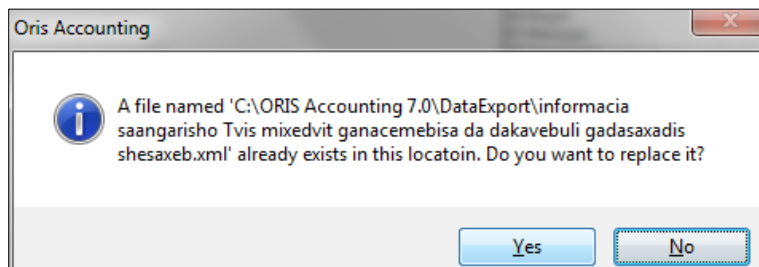 Oris Accounting
A file named 'C:\ORIS Accounting 7.0\DataExport\informacia
saangarisho Tvis mixedvit ganacemebisa da dakavebuli gadasaxadis
shesaxeb.xml' already exists in this locatoin. Do you want to replace it?
Yes
No